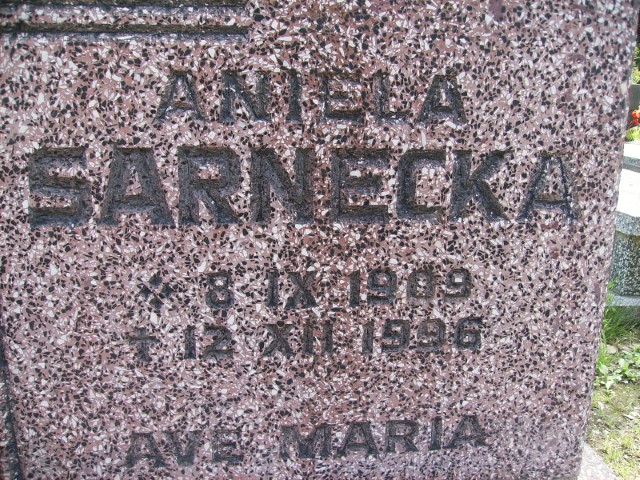 ANIELA
SARNECKA
* 8 IX 1909
† 12 XII 1996
AVE MARIA